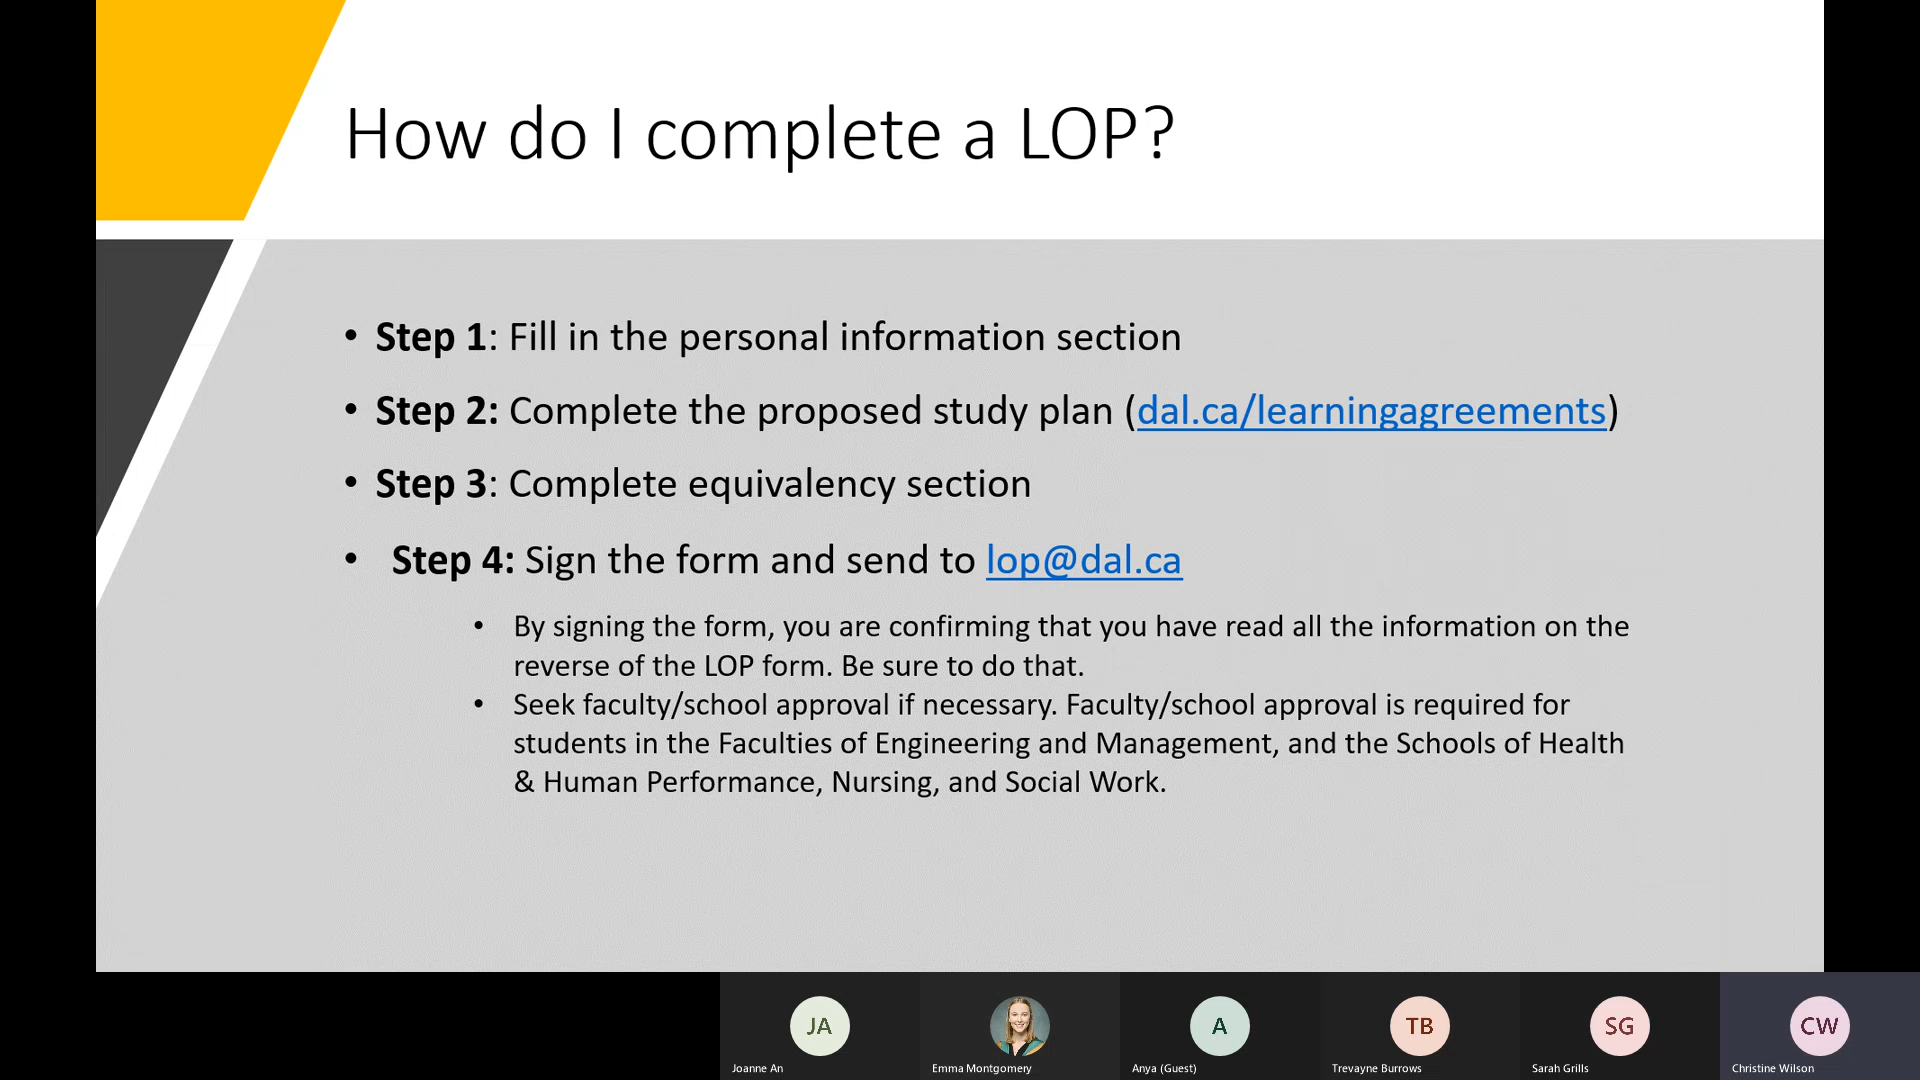 How do I complete a LOP?
• Step 1: Fill in the personal information section
• Step 2: Complete the proposed study plan (dal.ca/learningagreements)
• Step 3: Complete equivalency section
• Step 4: Sign the form and send to lop@dal.ca
• By signing the form, you are confirming that you have read all the information on the
reverse of the LOP form. Be sure to do that.
• Seek faculty/school approval if necessary. Faculty/school approval is required for
students in the Faculties of Engineering and Management, and the Schools of Health
& Human Performance, Nursing, and Social Work.
JA
A
TB
SG
CW
Joanne An
Emma Montgomery
Anya (Guest)
Trevayne Burrows
Sarah Grills
Christine Wilson